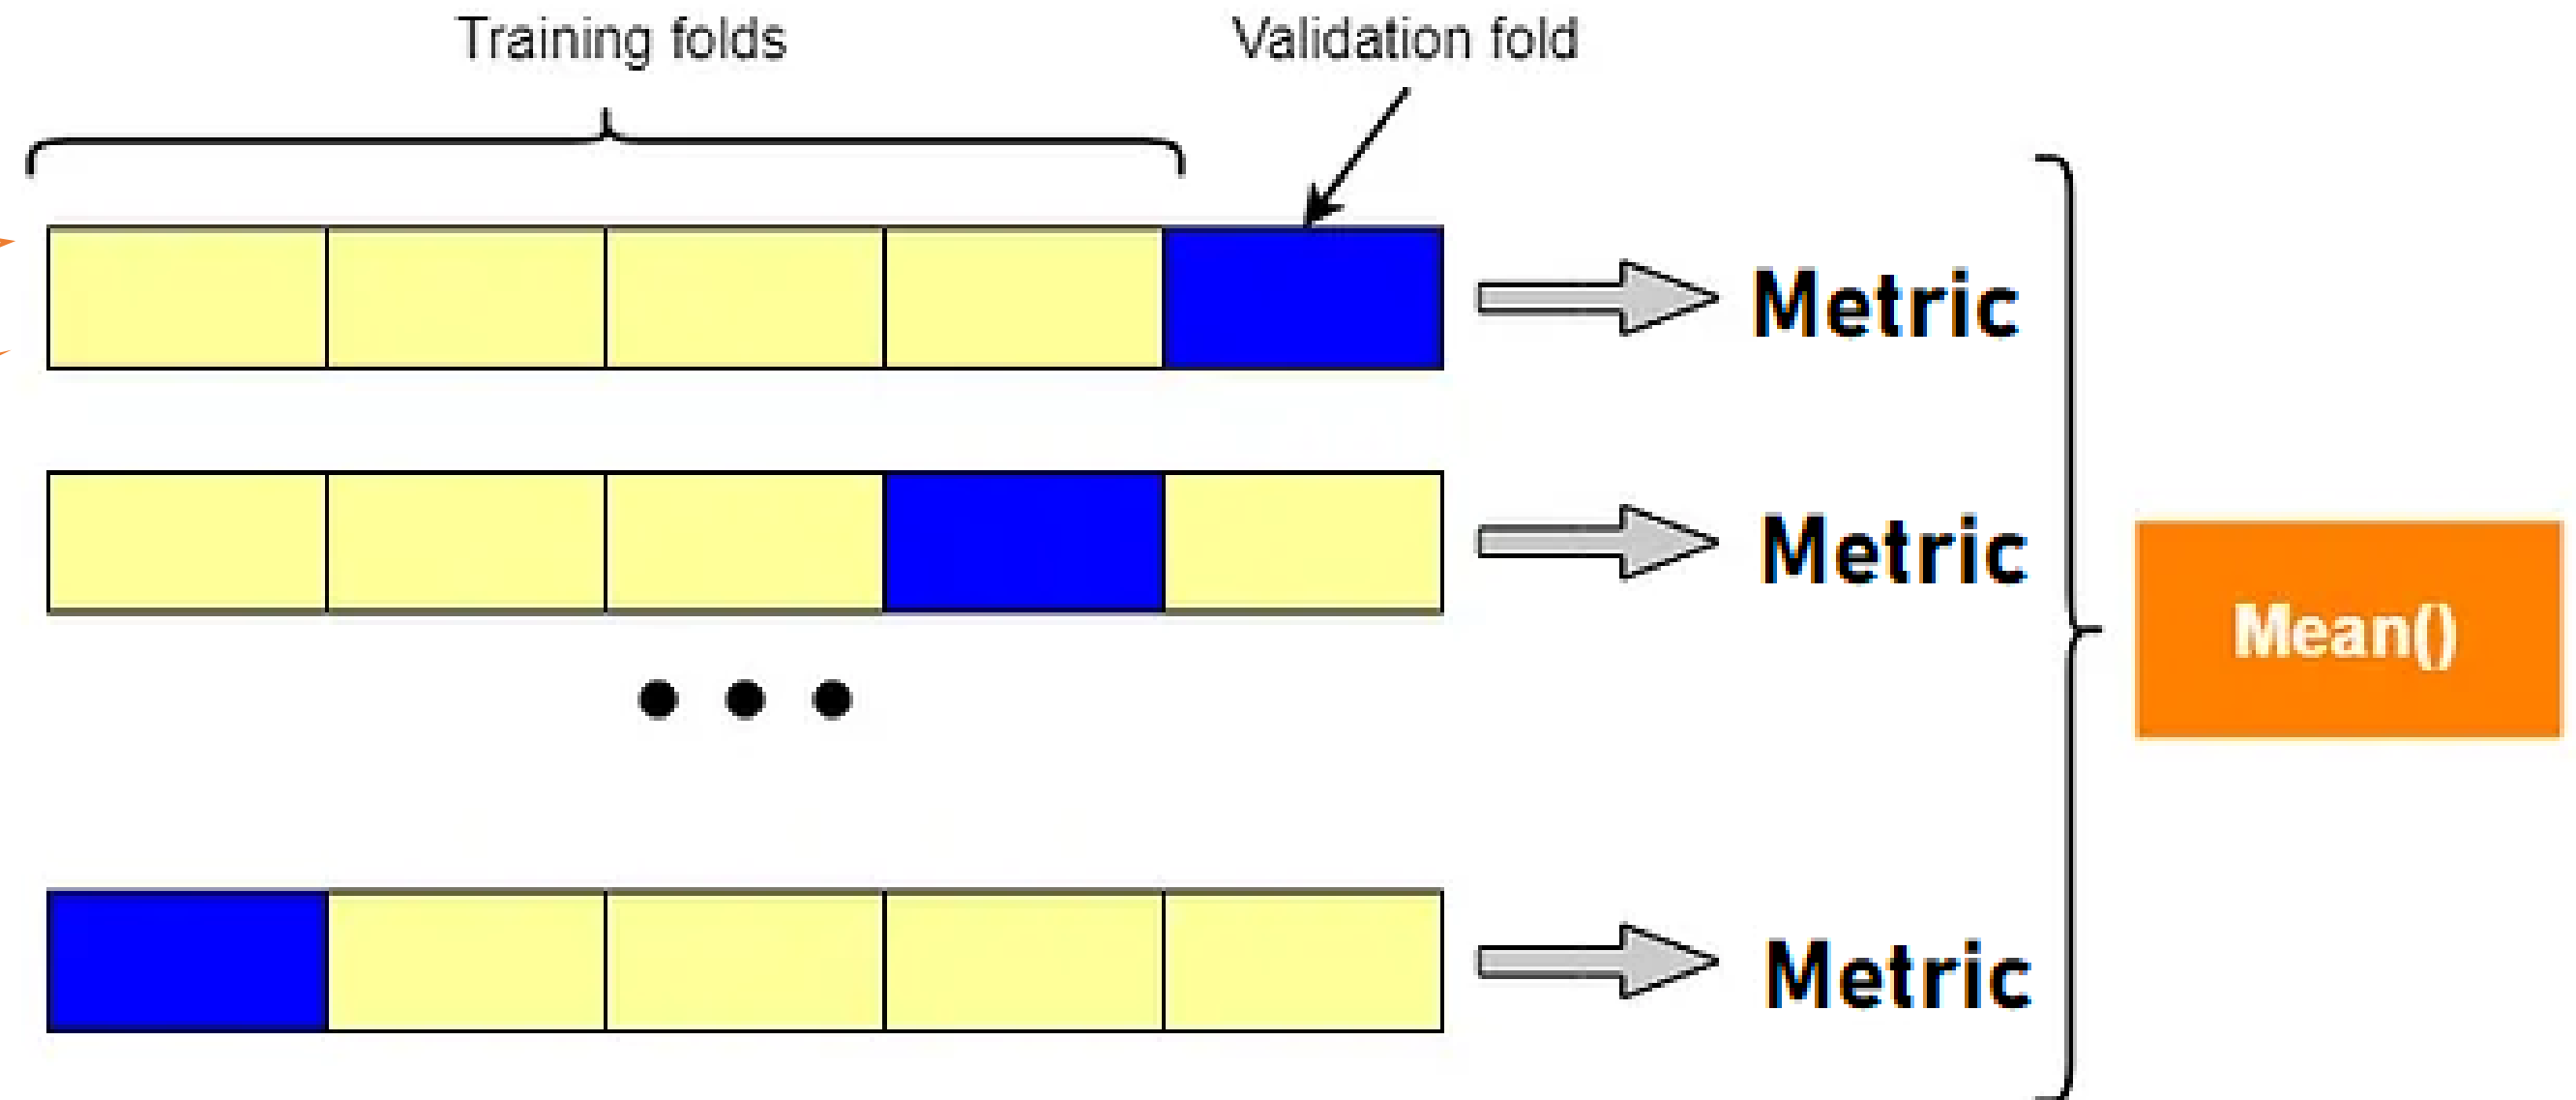 Training folds
Validation fold
Metric
Metric
Mean()
Metric